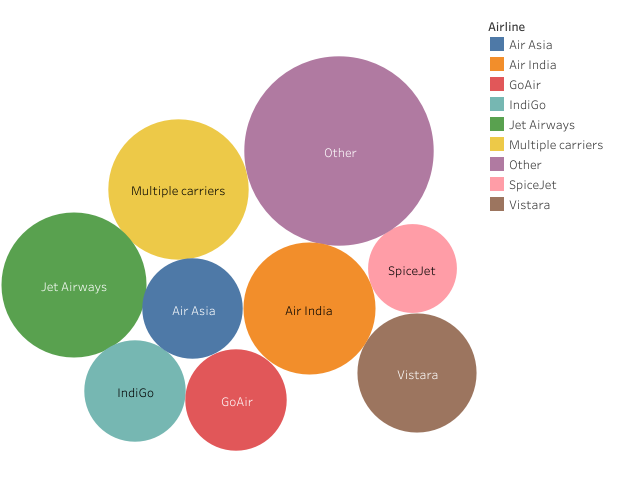 Airline
Air Asia
Air India
GoAir
IndiGo
Jet Airways
Multiple carriers
Other
SpiceJet
Vistara
Other
Multiple carriers
SpiceJet
Jet Airways
Air Asia
Air India
Vistara
IndiGo
GoAir